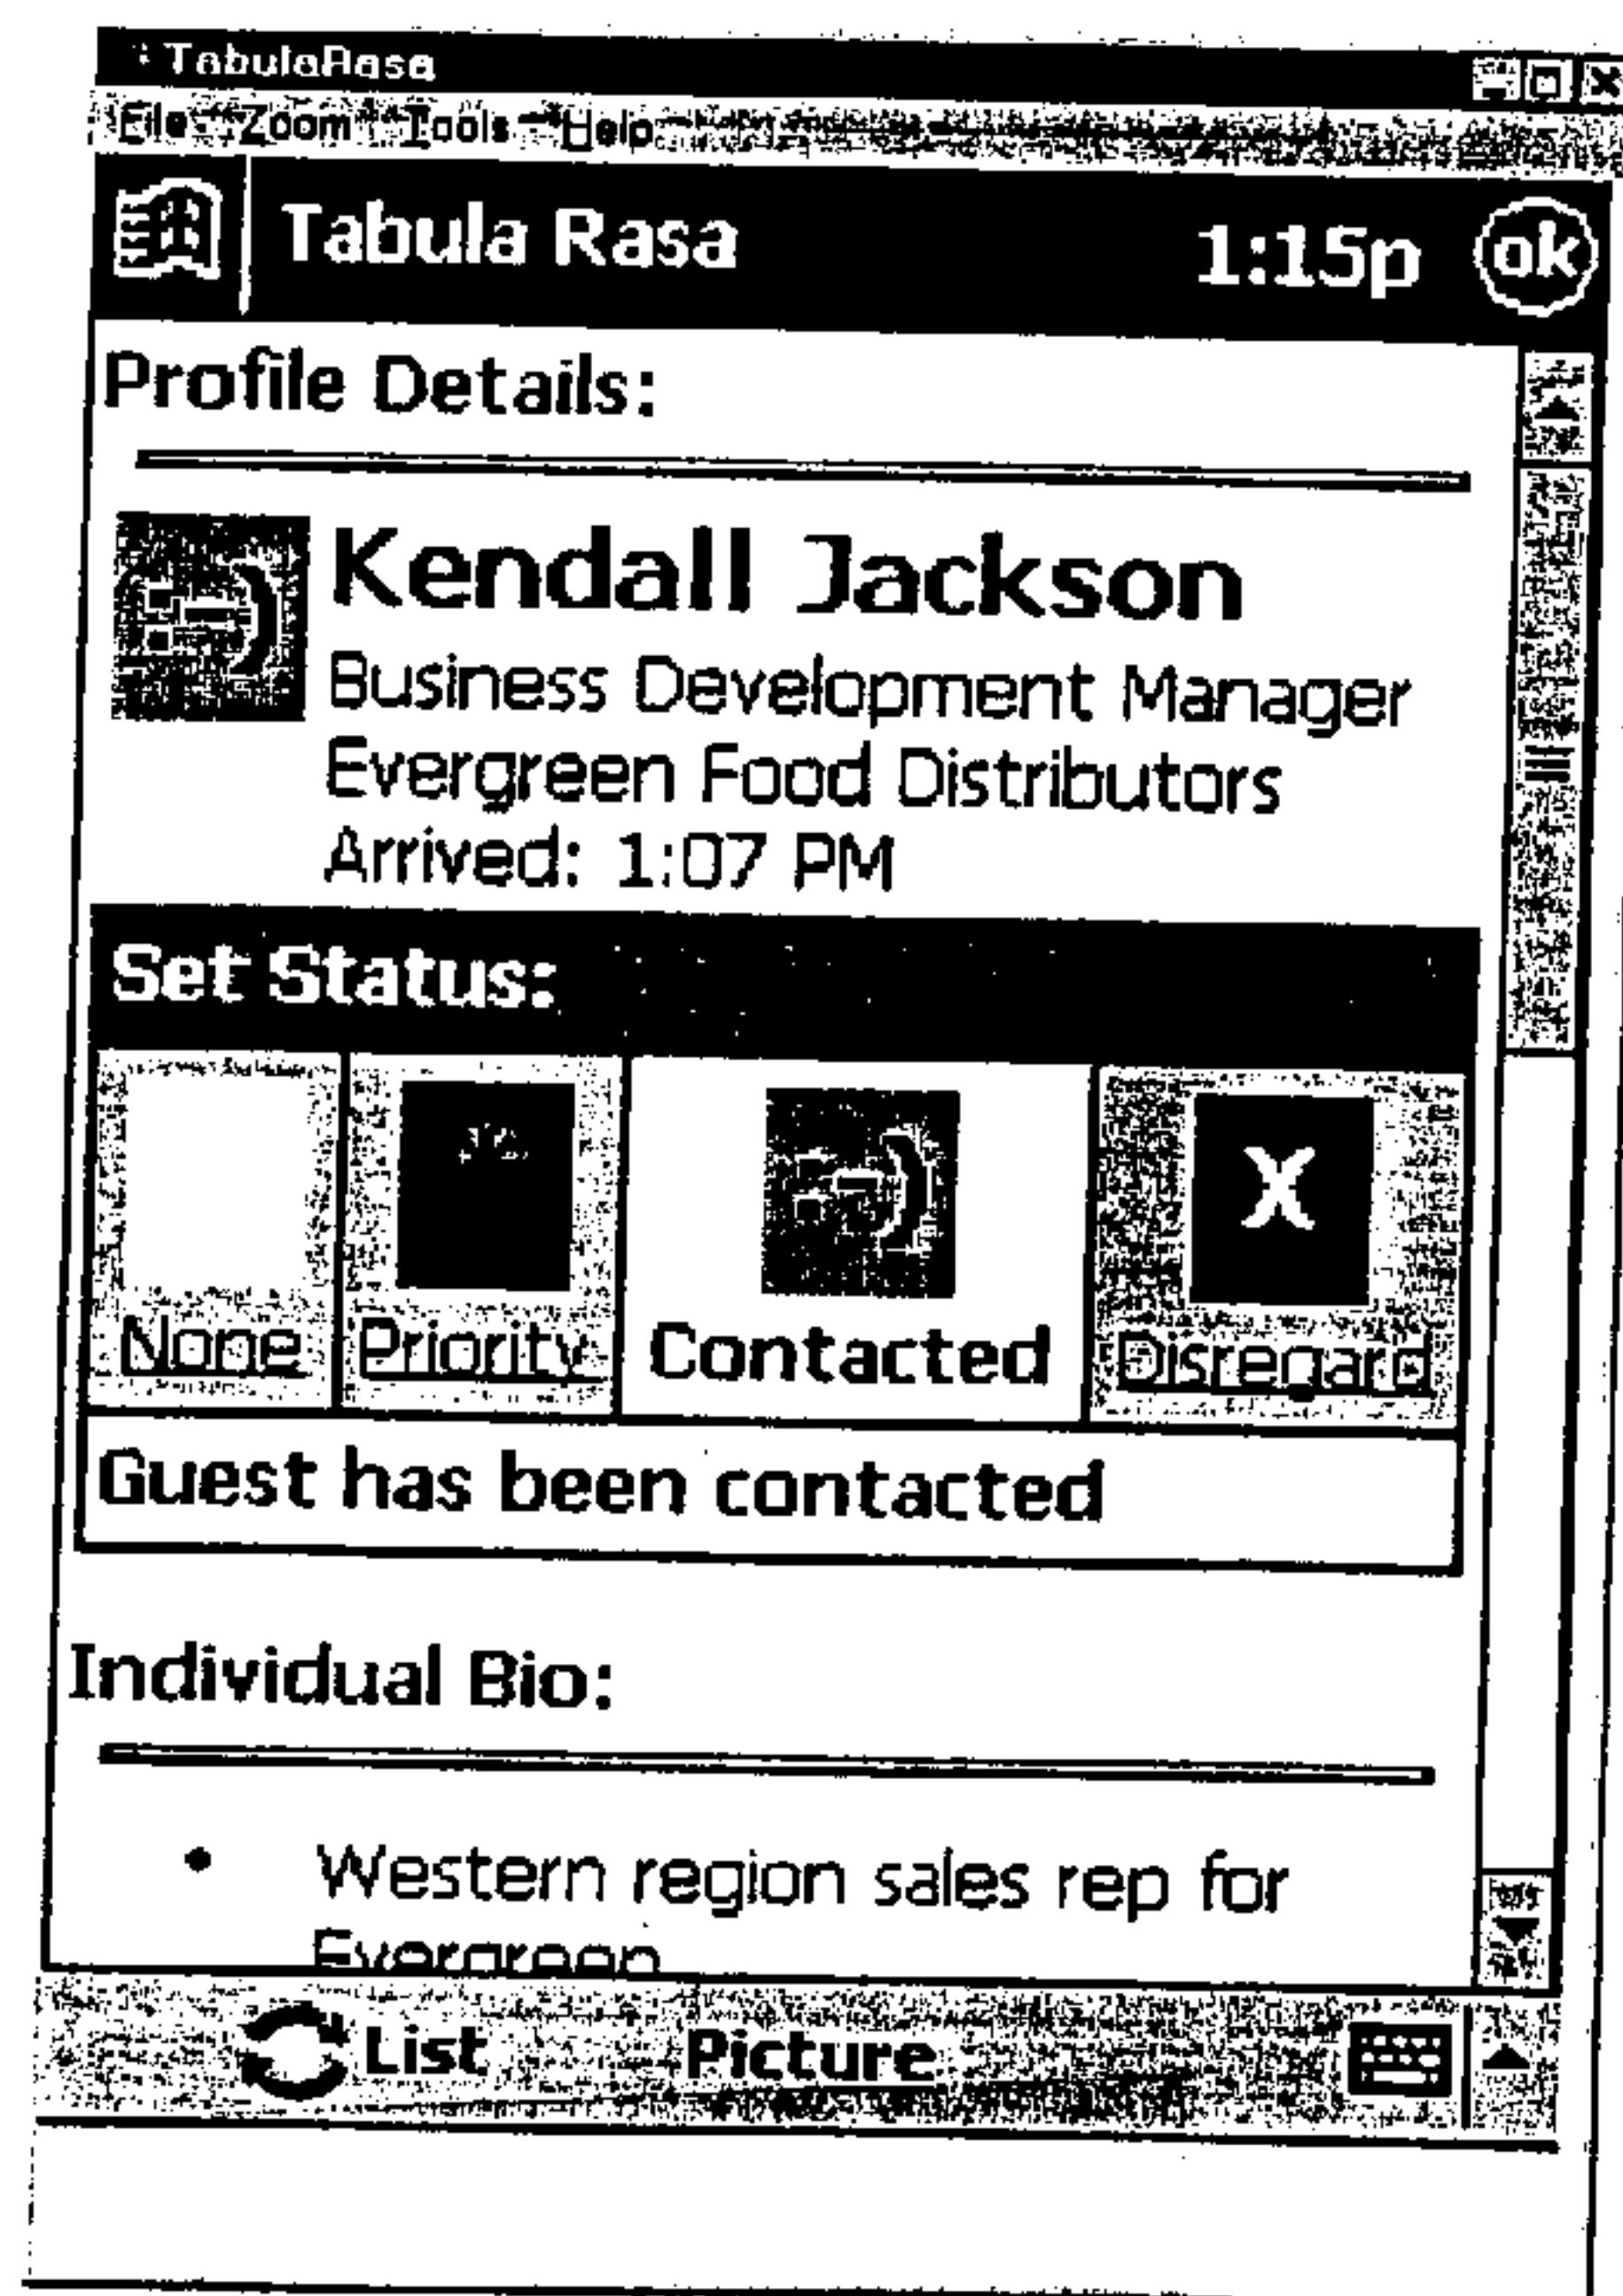 TabulaRasa
File Zoom Tools Help
Tabula Rasa 1:15p ok
Profile Details:
:-) Kendall Jackson
Business Development Manager
Evergreen Food Distributors
Arrived: 1:07 PM
Set Status:
* :-) X
None Priority Contacted Disregard
Guest has been contacted
Individual Bio:
• Western region sales rep for
Evergreen
List Picture